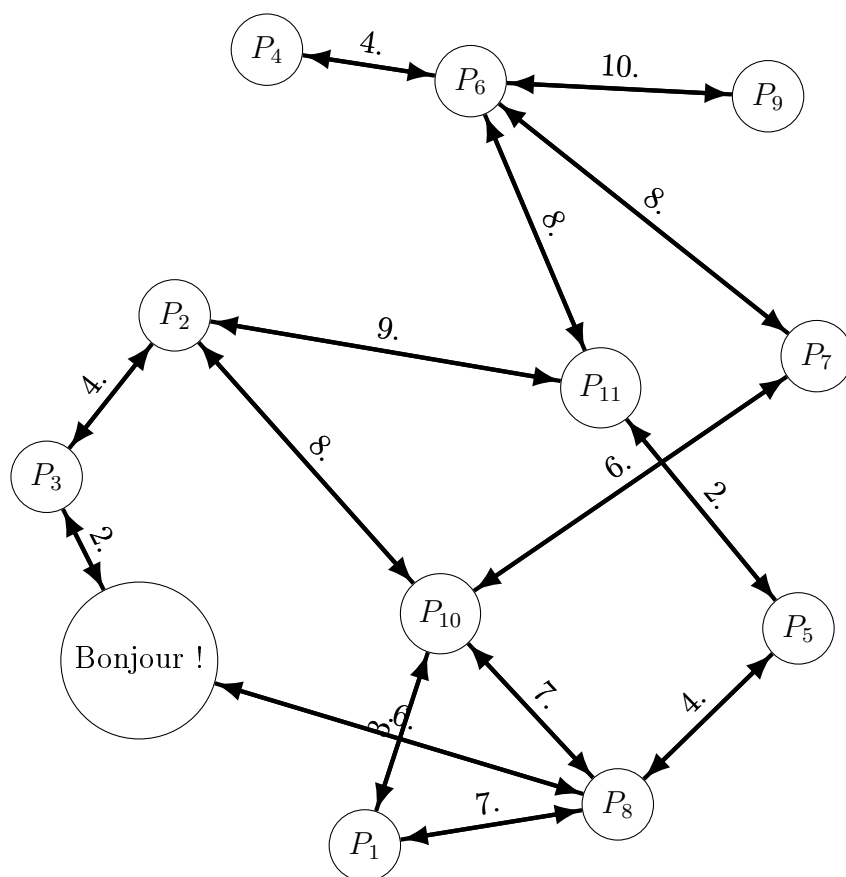 P₄
4.
P₆
10.
P₉
8.
8.
P₂
9.
P₇
P₁₁
4.
8.
6.
P₃
2.
2.
P₁₀
P₅
Bonjour !
7.
4.
3.
6.
P₈
7.
P₁